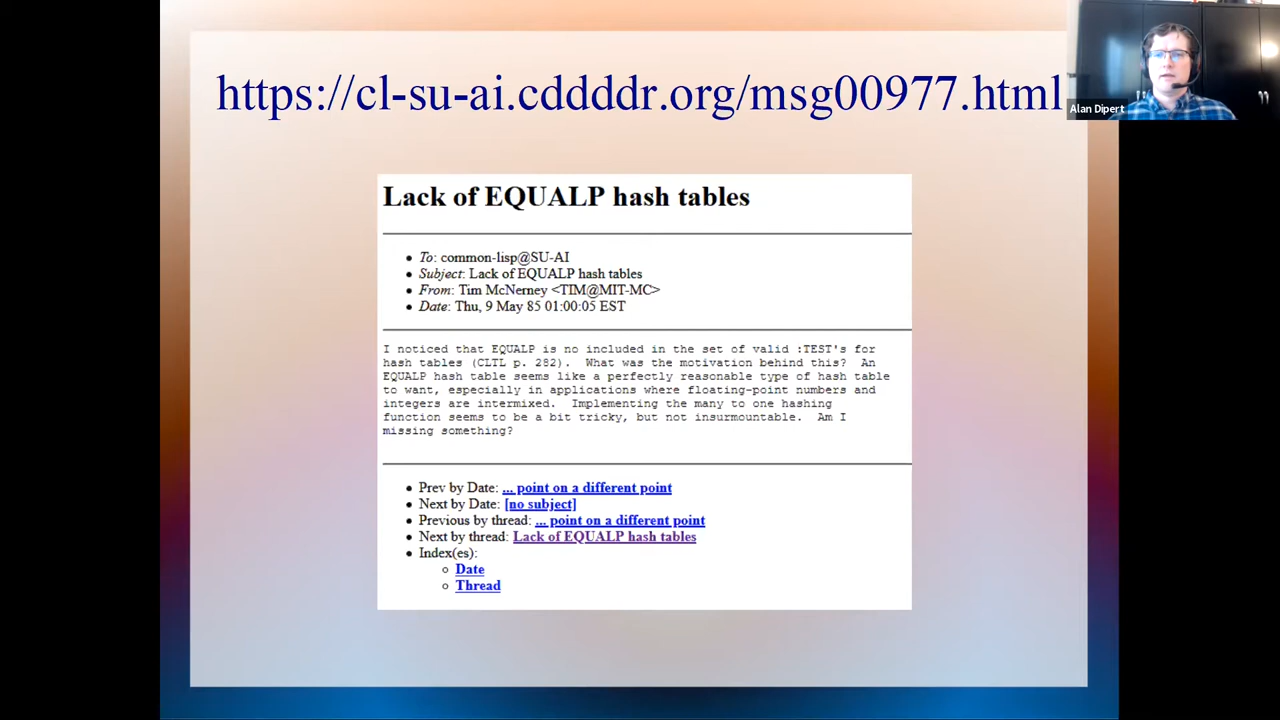 https://cl-su-ai.cddddr.org/msg00977.html
Alan Dipert
Lack of EQUALP hash tables
To: common-lisp@SU-AI
Subject: Lack of EQUALP hash tables
From: Tim McNerney <TIM@MIT-MC>
Date: Thu, 9 May 85 01:00:05 EST
I noticed that EQUALP is no included in the set of valid :TEST's for
hash tables (CLTL p. 282).  What was the motivation behind this?  An
EQUALP hash table seems like a perfectly reasonable type of hash table
to want, especially in applications where floating-point numbers and
integers are intermixed.  Implementing the many to one hashing
function seems to be a bit tricky, but not insurmountable.  Am I
missing something?
Prev by Date: ... point on a different point
Next by Date: [no subject]
Previous by thread: ... point on a different point
Next by thread: Lack of EQUALP hash tables
Index(es):
Date
Thread